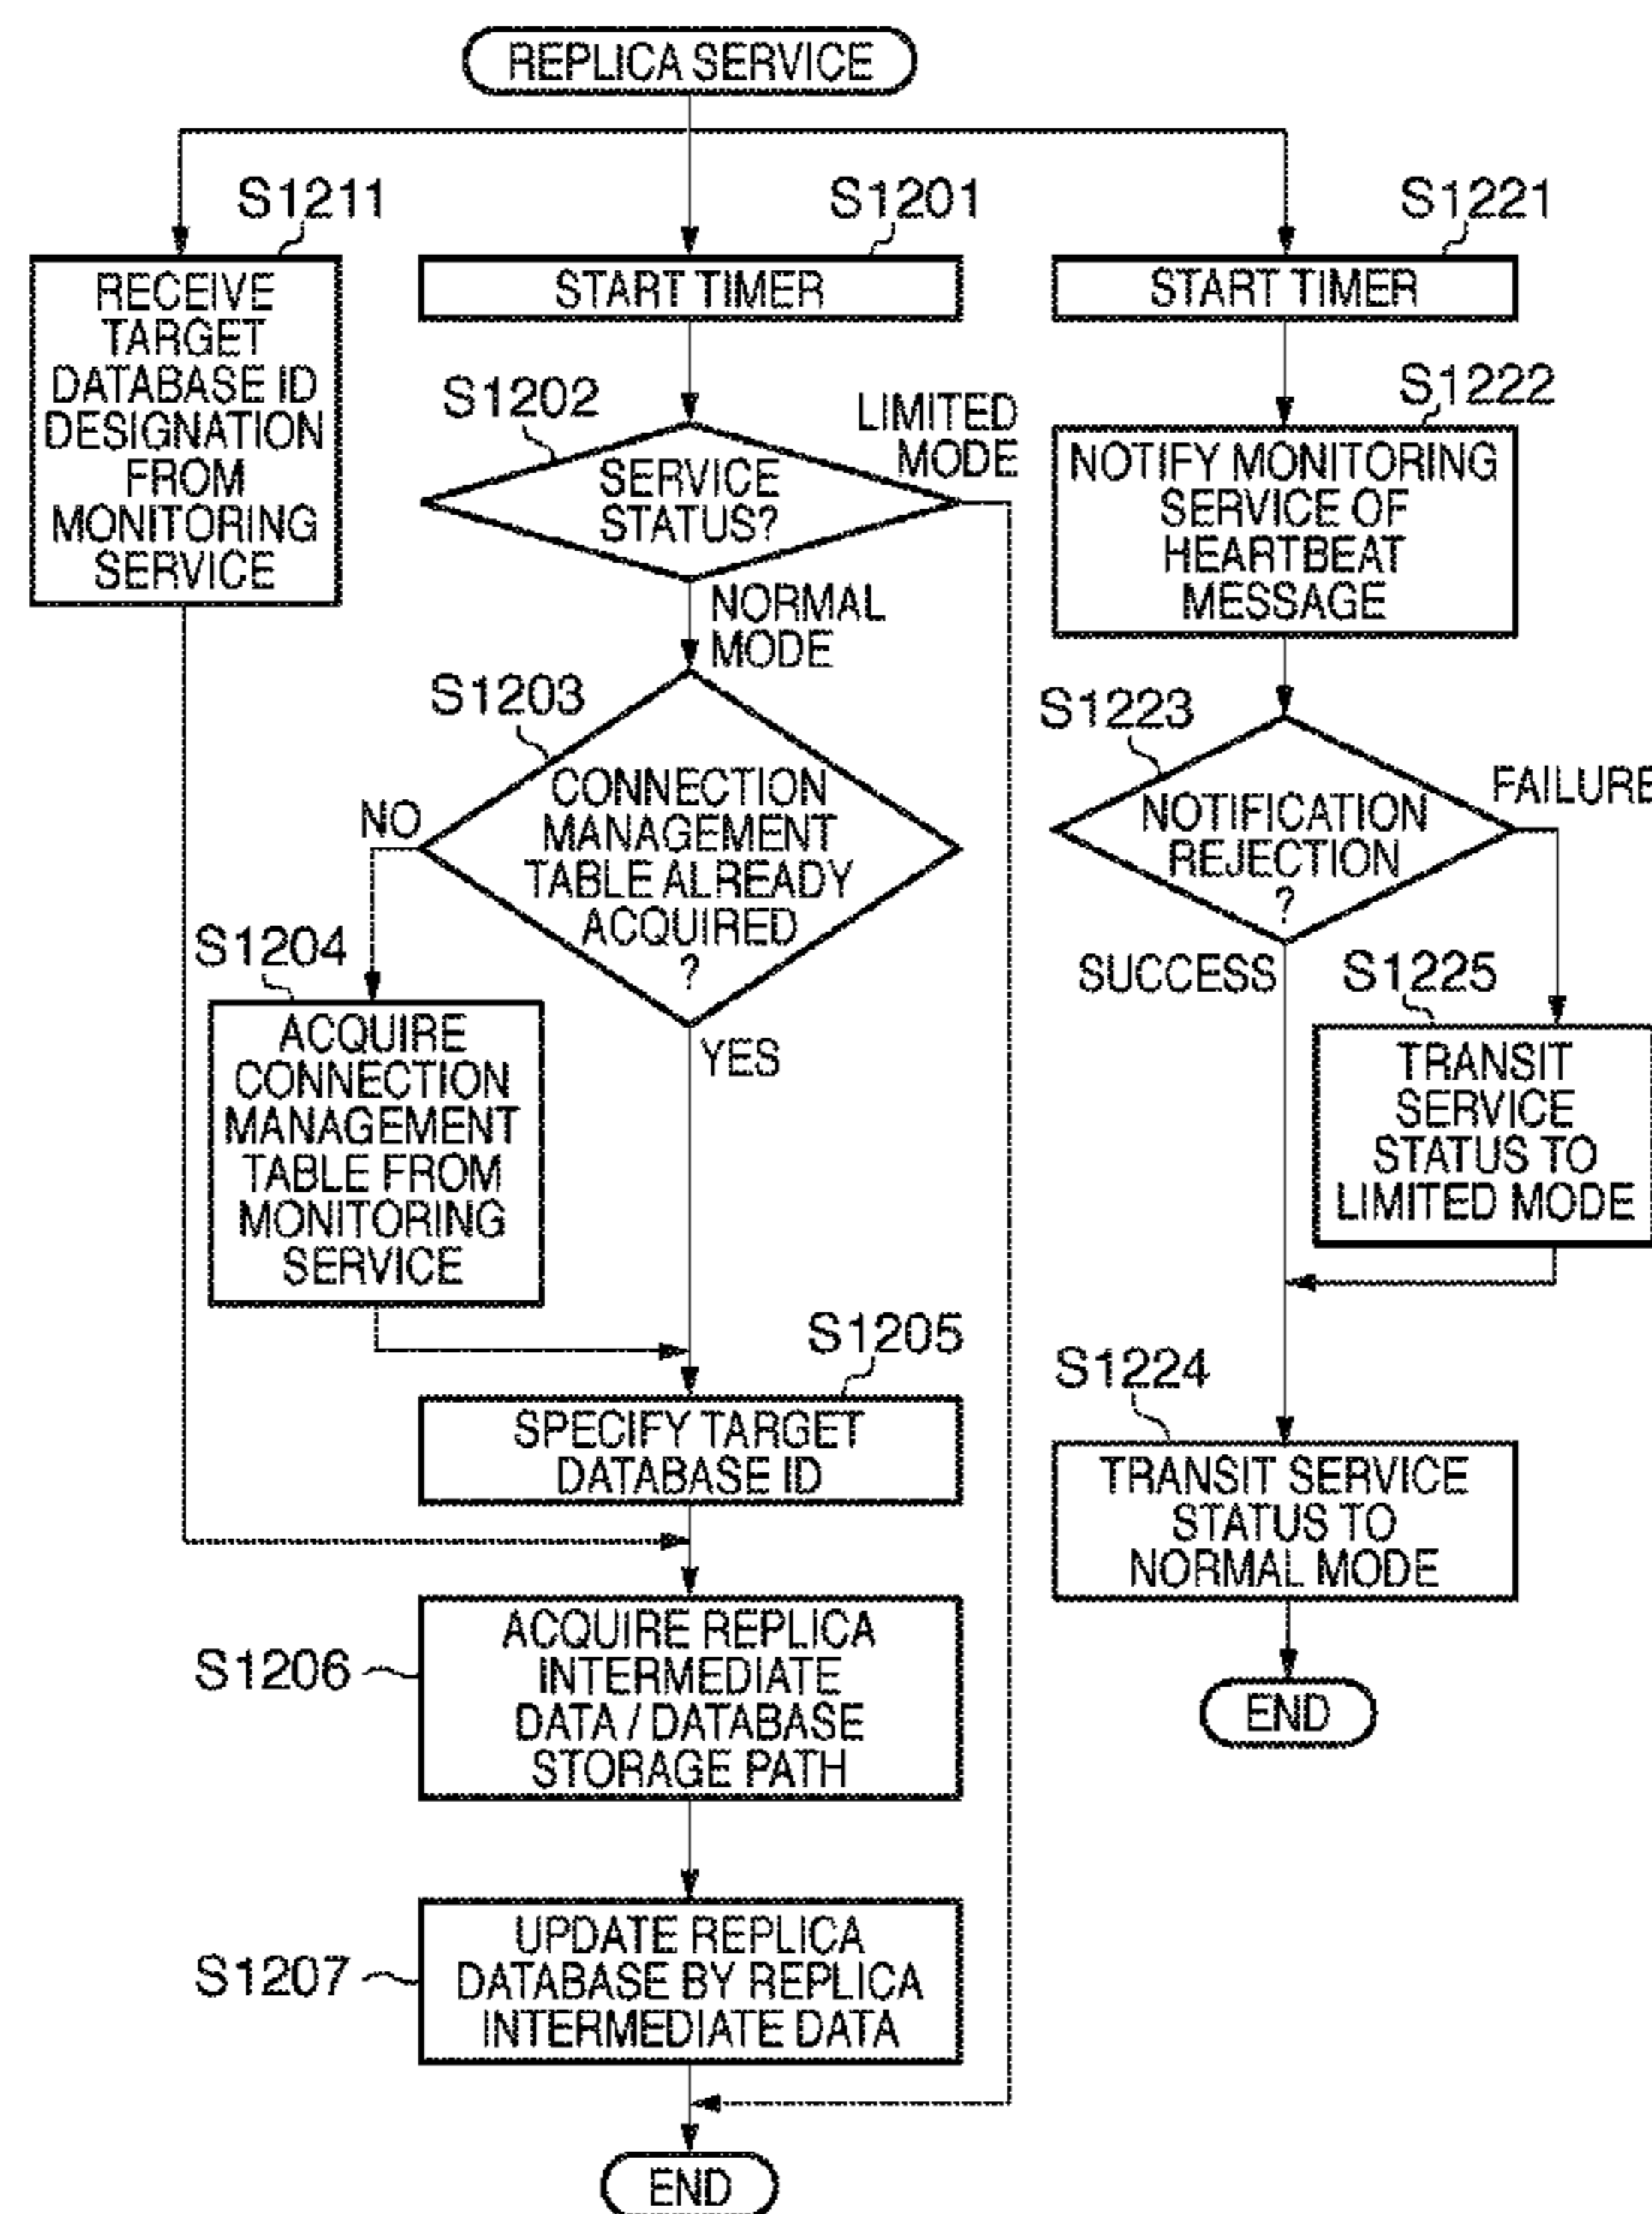 REPLICA SERVICE
S1211
RECEIVE
TARGET
DATABASE ID
DESIGNATION
FROM
MONITORING
SERVICE
S1201
START TIMER
S1202
SERVICE
STATUS?
LIMITED
MODE
NORMAL
MODE
S1203
CONNECTION
MANAGEMENT
TABLE ALREADY
ACQUIRED
?
NO
YES
S1204
ACQUIRE
CONNECTION
MANAGEMENT
TABLE FROM
MONITORING
SERVICE
S1205
SPECIFY TARGET
DATABASE ID
S1206
ACQUIRE REPLICA
INTERMEDIATE
DATA / DATABASE
STORAGE PATH
S1207
UPDATE REPLICA
DATABASE BY REPLICA
INTERMEDIATE DATA
END
S1221
START TIMER
S1222
NOTIFY MONITORING
SERVICE OF
HEARTBEAT
MESSAGE
S1223
NOTIFICATION
REJECTION
?
FAILURE
SUCCESS
S1225
TRANSIT
SERVICE
STATUS TO
LIMITED MODE
S1224
TRANSIT SERVICE
STATUS TO
NORMAL MODE
END